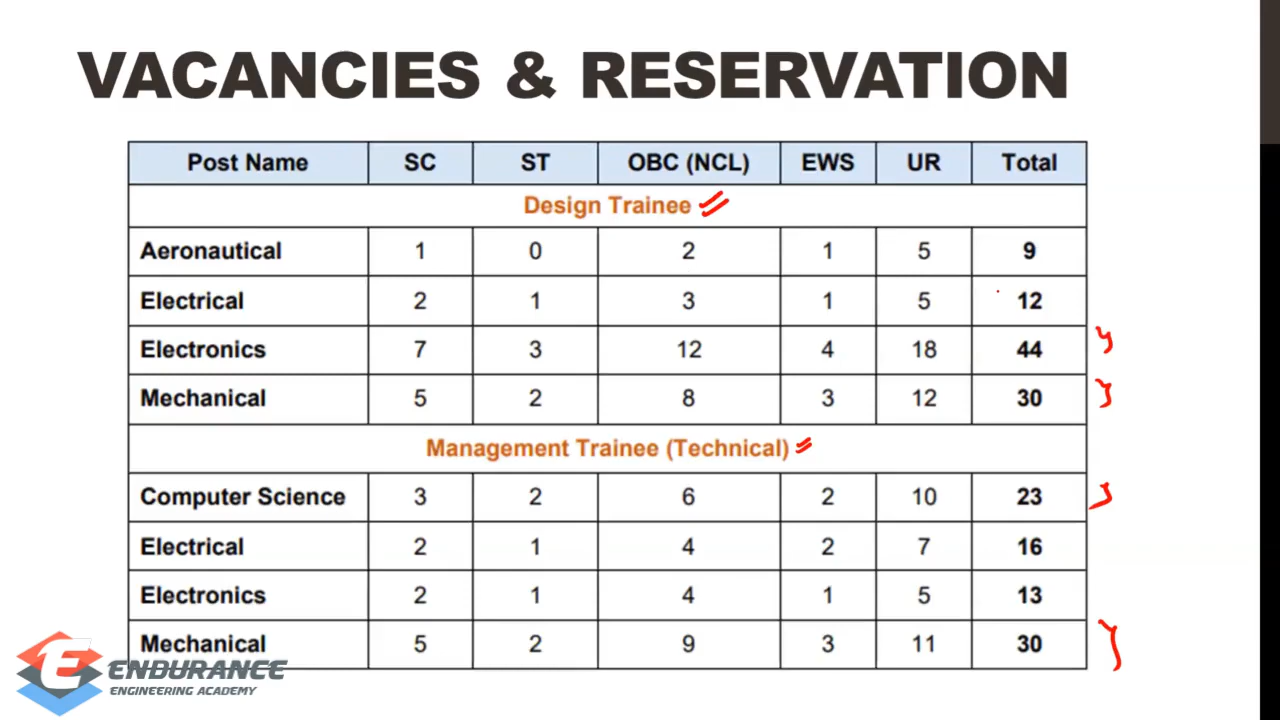 VACANCIES & RESERVATION
Post Name SC ST OBC (NCL) EWS UR Total
Design Trainee
Aeronautical 1 0 2 1 5 9
Electrical 2 1 3 1 5 12
Electronics 7 3 12 4 18 44
Mechanical 5 2 8 3 12 30
Management Trainee (Technical)
Computer Science 3 2 6 2 10 23
Electrical 2 1 4 2 7 16
Electronics 2 1 4 1 5 13
Mechanical 5 2 9 3 11 30
ENDURANCE
ENGINEERING ACADEMY